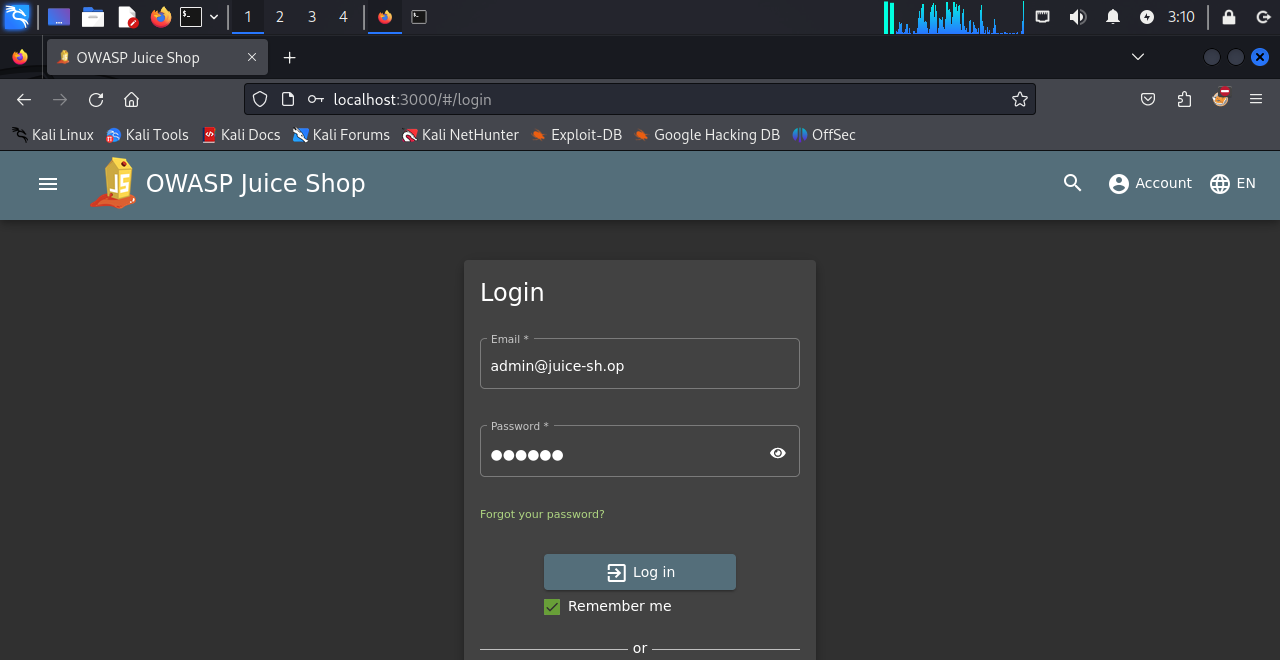 1 2 3 4 3:10
OWASP Juice Shop
localhost:3000/#/login
Kali Linux Kali Tools Kali Docs Kali Forums Kali NetHunter Exploit-DB Google Hacking DB OffSec
JS OWASP Juice Shop Account EN
Login
Email *
admin@juice-sh.op
Password *
Forgot your password?
Log in
Remember me
or